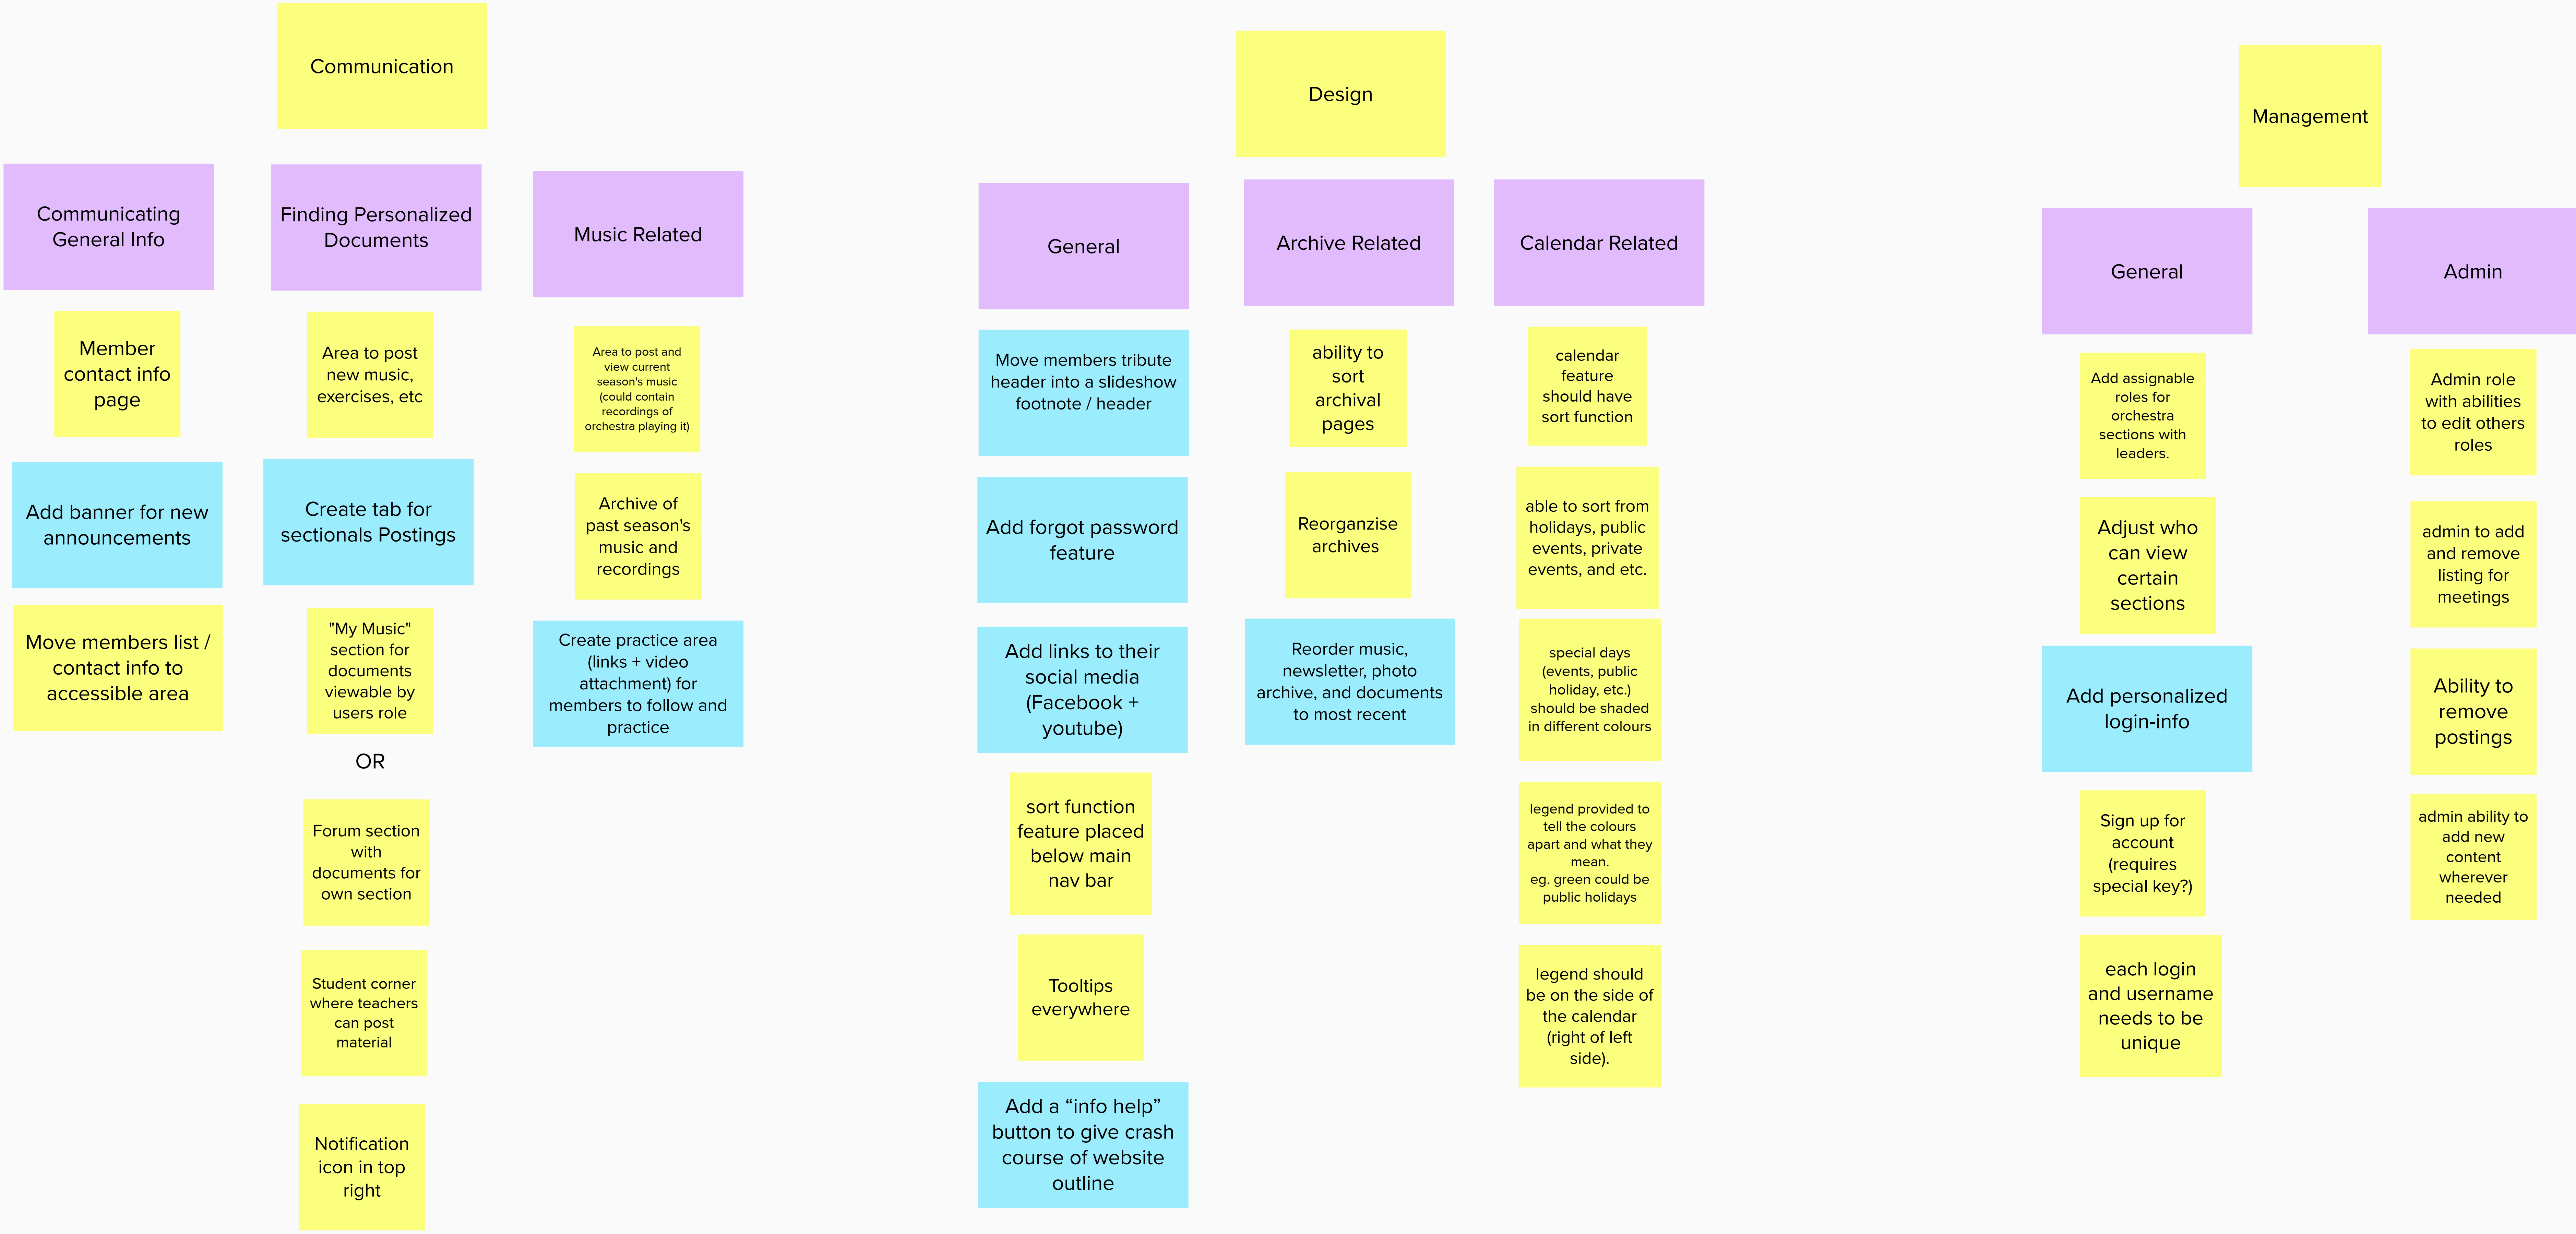 Communication
Communicating
General Info
Member
contact info
page
Add banner for new
announcements
Move members list /
contact info to
accessible area
Finding Personalized
Documents
Area to post
new music,
exercises, etc
Create tab for
sectionals Postings
"My Music"
section for
documents
viewable by
users role
OR
Forum section
with
documents for
own section
Student corner
where teachers
can post
material
Notification
icon in top
right
Music Related
Area to post and
view current
season's music
(could contain
recordings of
orchestra playing it)
Archive of
past season's
music and
recordings
Create practice area
(links + video
attachment) for
members to follow and
practice
Design
General
Move members tribute
header into a slideshow
footnote / header
Add forgot password
feature
Add links to their
social media
(Facebook +
youtube)
sort function
feature placed
below main
nav bar
Tooltips
everywhere
Add a “info help”
button to give crash
course of website
outline
Archive Related
ability to
sort
archival
pages
Reorganzise
archives
Reorder music,
newsletter, photo
archive, and documents
to most recent
Calendar Related
calendar
feature
should have
sort function
able to sort from
holidays, public
events, private
events, and etc.
special days
(events, public
holiday, etc.)
should be shaded
in different colours
legend provided to
tell the colours
apart and what they
mean.
eg. green could be
public holidays
legend should
be on the side of
the calendar
(right of left
side).
Management
General
Add assignable
roles for
orchestra
sections with
leaders.
Adjust who
can view
certain
sections
Add personalized
login-info
Sign up for
account
(requires
special key?)
each login
and username
needs to be
unique
Admin
Admin role
with abilities
to edit others
roles
admin to add
and remove
listing for
meetings
Ability to
remove
postings
admin ability to
add new
content
wherever
needed